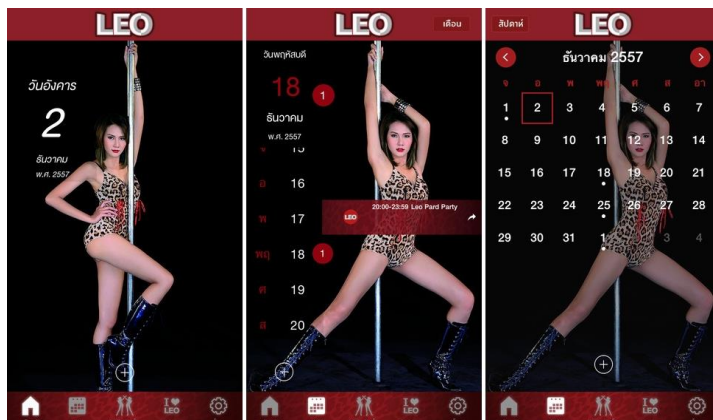 LEO
วันอังคาร
2
ธันวาคม
พ.ศ. 2557
I ♥
LEO
LEO
เดือน
วันพฤหัสบดี
18
1
ธันวาคม
พ.ศ. 2557
อ 16
พ 17
LEO 20:00-23:59 Leo Pard Party
พฤ 18 1
ศ 19
ส 20
I ♥
LEO
สัปดาห์
LEO
ธันวาคม 2557
จ อ พ พฤ ศ ส อา
1 2 3 4 5 6 7
8 9 10 11 12 13 14
15 16 17 18 19 20 21
22 23 24 25 26 27 28
29 30 31 1 3 4
I ♥
LEO